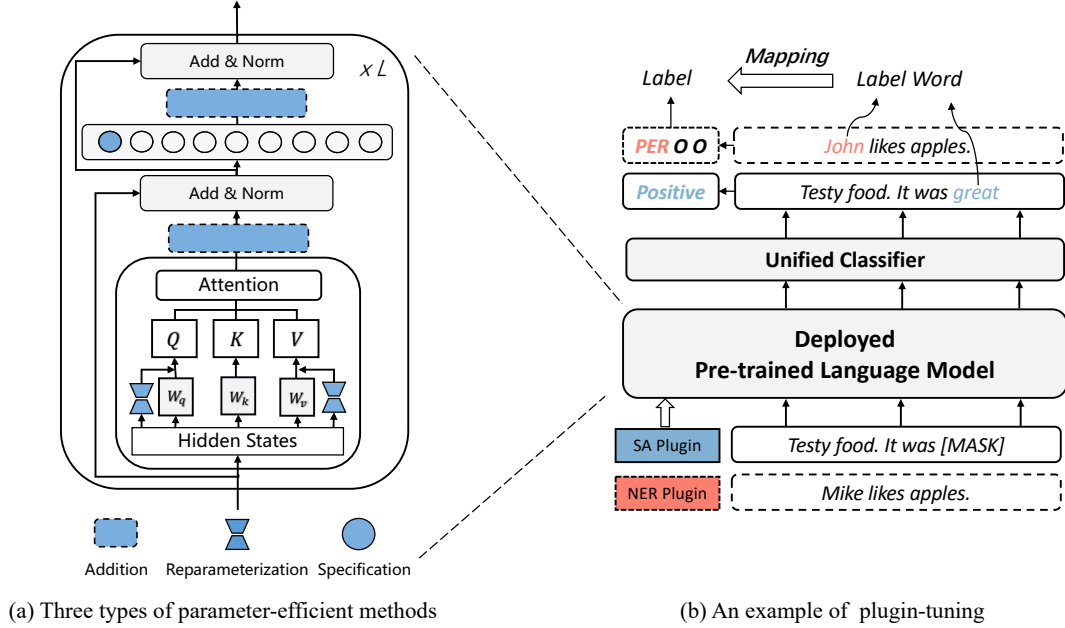 Add & Norm
× L
Add & Norm
Attention
Q K V
W_q W_k W_v
Hidden States
Addition Reparameterization Specification
(a) Three types of parameter-efficient methods
Mapping
Label Label Word
PER O O John likes apples.
Positive Testy food. It was great
Unified Classifier
Deployed
Pre-trained Language Model
SA Plugin Testy food. It was [MASK]
NER Plugin Mike likes apples.
(b) An example of plugin-tuning